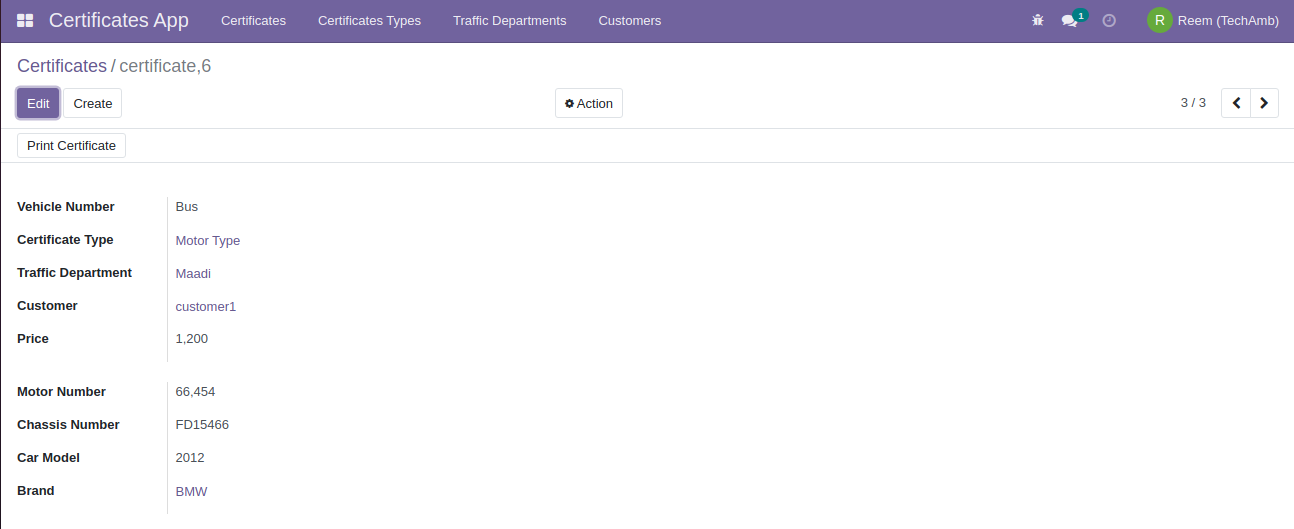 Certificates App Certificates Certificates Types Traffic Departments Customers 1 R Reem (TechAmb)
Certificates / certificate,6
Edit Create Action 3 / 3
Print Certificate
Vehicle Number Bus
Certificate Type Motor Type
Traffic Department Maadi
Customer customer1
Price 1,200
Motor Number 66,454
Chassis Number FD15466
Car Model 2012
Brand BMW